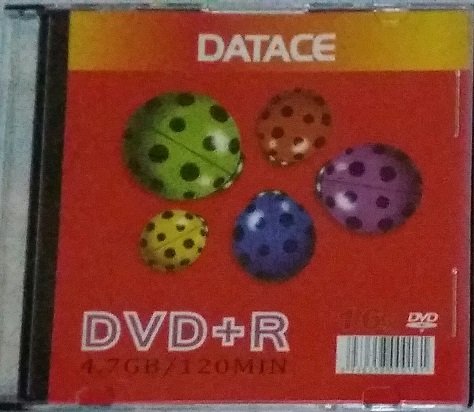 DATACE
DVD+R
DVD
4.7GB/120MIN